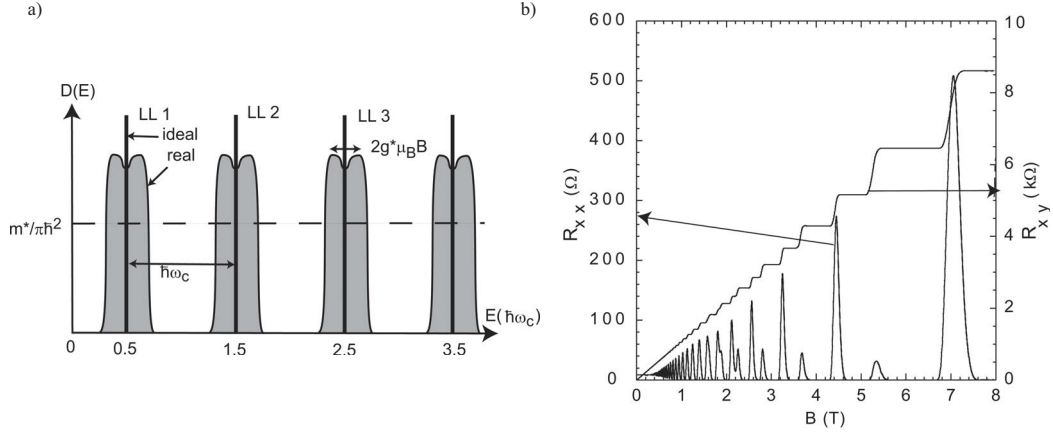 a)
D(E)
LL 1
LL 2
LL 3
ideal
real
2g*μBB
m*/πħ²
ħωc
E(ħωc)
0
0.5
1.5
2.5
3.5
b)
600
500
400
300
200
100
0
Rxx (Ω)
10
8
6
4
2
0
Rxy (kΩ)
0 1 2 3 4 5 6 7 8
B (T)